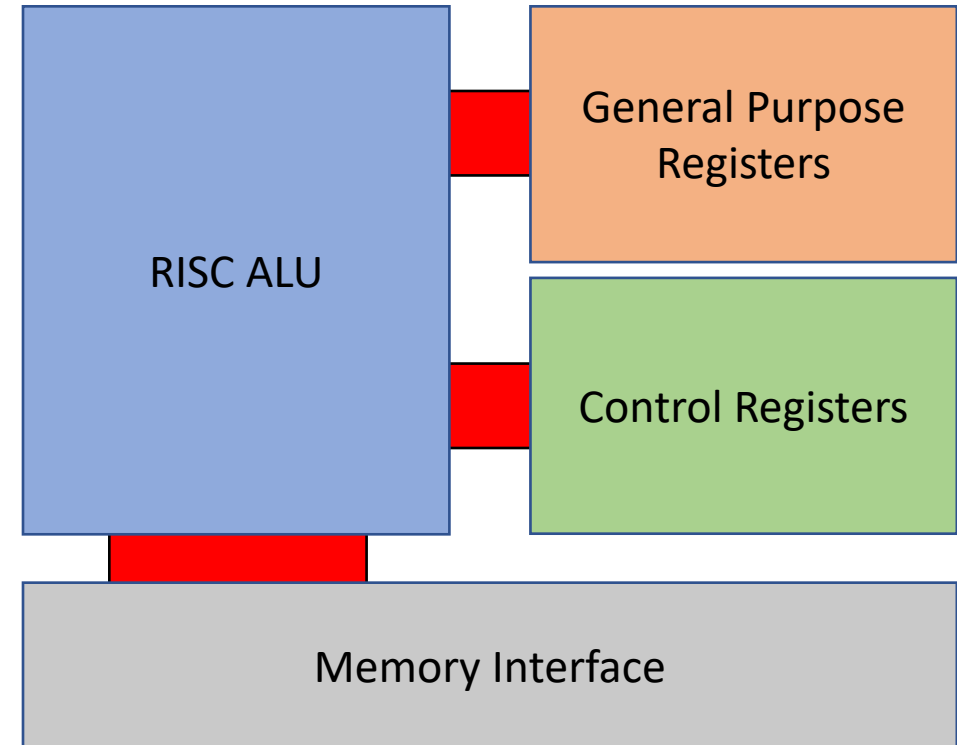 General Purpose
Registers
RISC ALU
Control Registers
Memory Interface